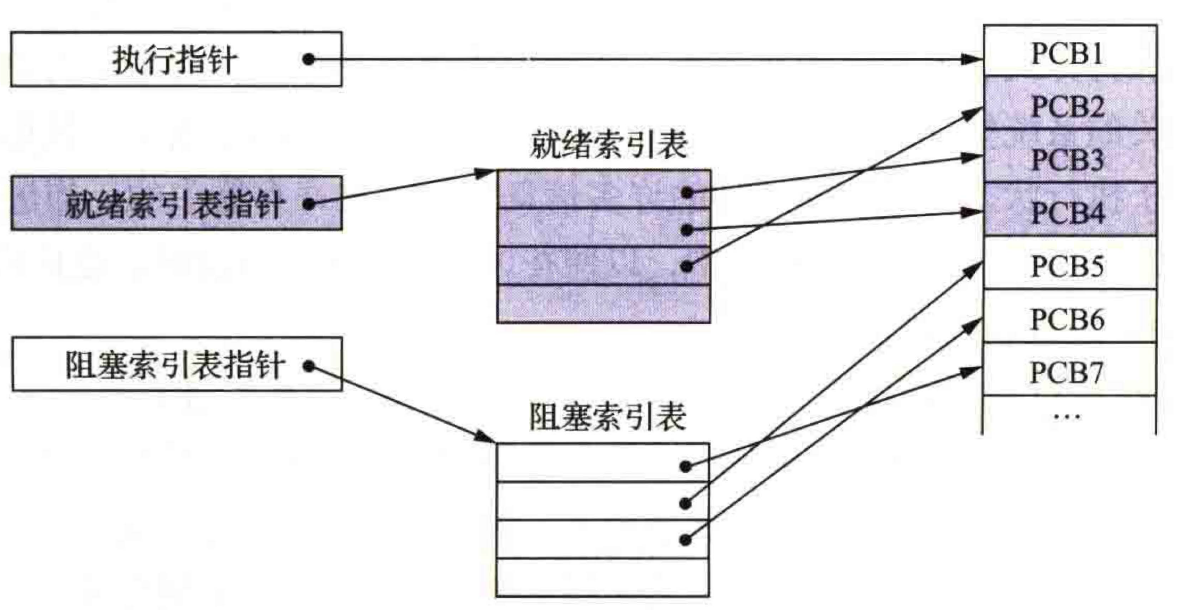 执行指针
PCB1
PCB2
就绪索引表
PCB3
就绪索引表指针
PCB4
PCB5
PCB6
阻塞索引表指针
PCB7
阻塞索引表
…